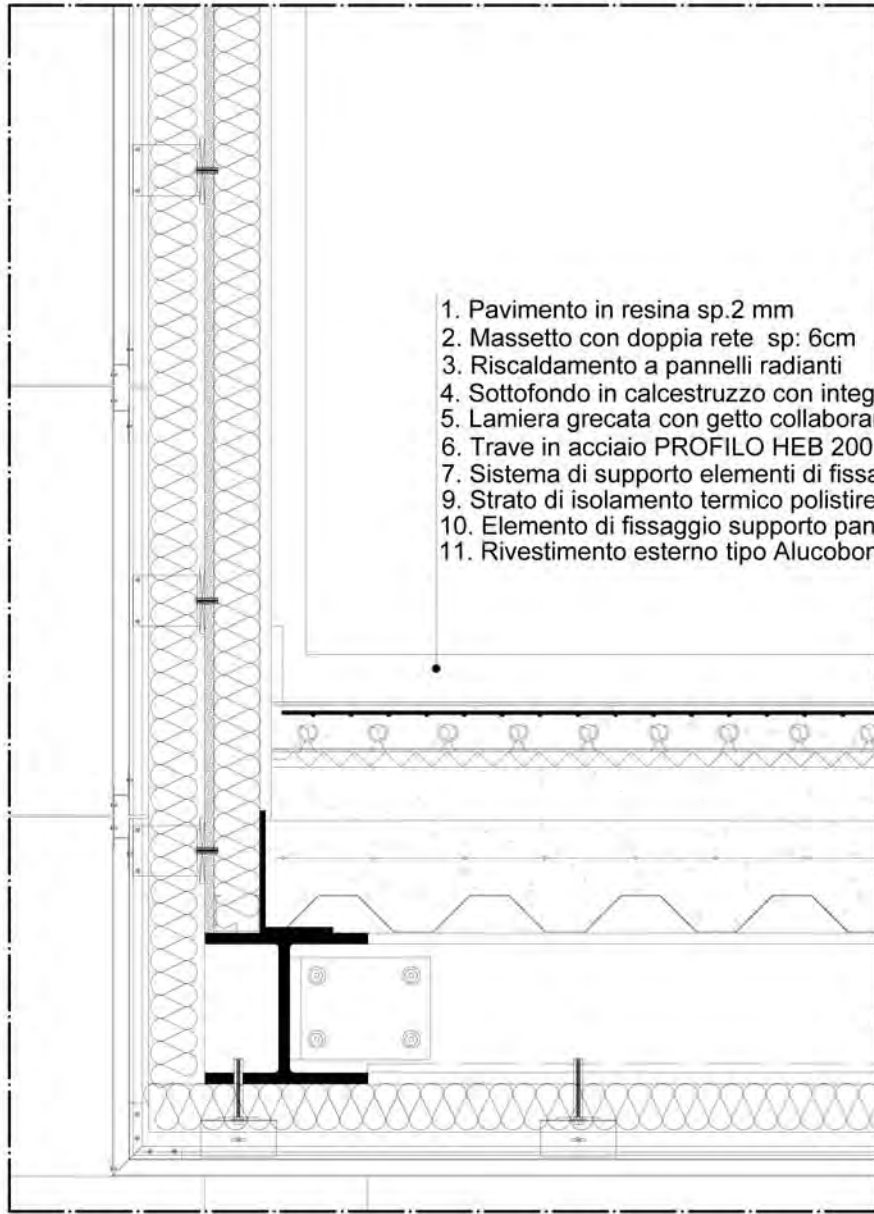 1. Pavimento in resina sp.2 mm
2. Massetto con doppia rete sp: 6cm
3. Riscaldamento a pannelli radianti
4. Sottofondo in calcestruzzo con integ
5. Lamiera grecata con getto collabora
6. Trave in acciaio PROFILO HEB 200
7. Sistema di supporto elementi di fissa
9. Strato di isolamento termico polistire
10. Elemento di fissaggio supporto pan
11. Rivestimento esterno tipo Alucobon